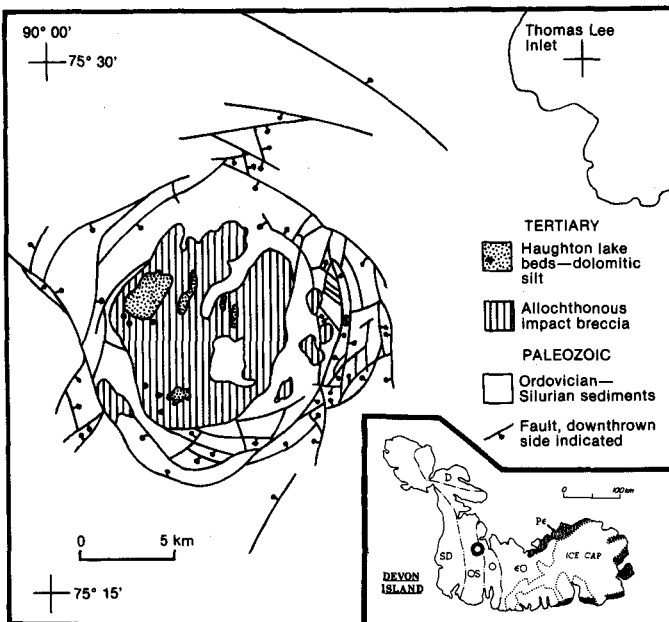 90° 00'
75° 30'
Thomas Lee
Inlet
TERTIARY
Haughton lake
beds—dolomitic
silt
Allochthonous
impact breccia
PALEOZOIC
Ordovician—
Silurian sediments
Fault, downthrown
side indicated
0 5 km
75° 15'
0 100 km
D
P€
SD
OS
O
€O
ICE CAP
DEVON
ISLAND